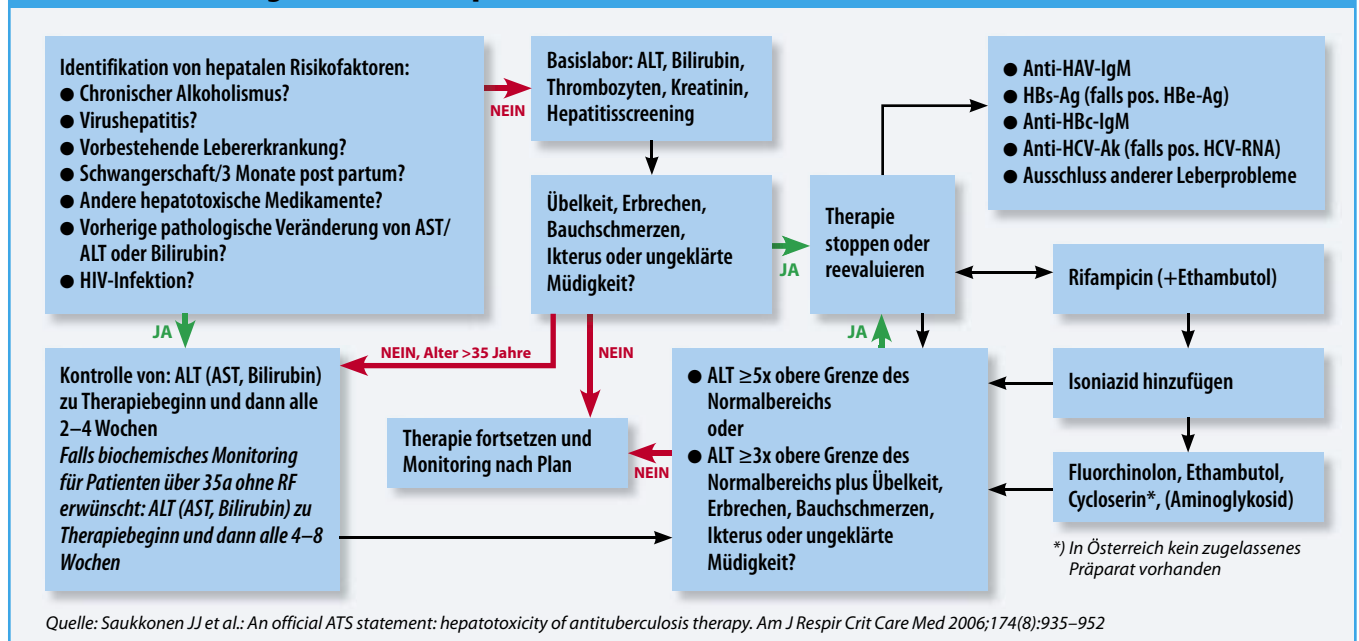 Identifikation von hepatalen Risikofaktoren:
● Chronischer Alkoholismus?
● Virushepatitis?
● Vorbestehende Lebererkrankung?
● Schwangerschaft/3 Monate post partum?
● Andere hepatotoxische Medikamente?
● Vorherige pathologische Veränderung von AST/
ALT oder Bilirubin?
● HIV-Infektion?
NEIN
Basislabor: ALT, Bilirubin,
Thrombozyten, Kreatinin,
Hepatitisscreening
Übelkeit, Erbrechen,
Bauchschmerzen,
Ikterus oder ungeklärte
Müdigkeit?
JA
Therapie
stoppen oder
reevaluieren
● Anti-HAV-IgM
● HBs-Ag (falls pos. HBe-Ag)
● Anti-HBc-IgM
● Anti-HCV-Ak (falls pos. HCV-RNA)
● Ausschluss anderer Leberprobleme
Rifampicin (+Ethambutol)
Isoniazid hinzufügen
Fluorchinolon, Ethambutol,
Cycloserin*, (Aminoglykosid)
*) In Österreich kein zugelassenes
Präparat vorhanden
JA
NEIN, Alter >35 Jahre
NEIN
JA
Kontrolle von: ALT (AST, Bilirubin)
zu Therapiebeginn und dann alle
2–4 Wochen
Falls biochemisches Monitoring
für Patienten über 35a ohne RF
erwünscht: ALT (AST, Bilirubin) zu
Therapiebeginn und dann alle 4–8
Wochen
Therapie fortsetzen und
Monitoring nach Plan
NEIN
● ALT ≥5x obere Grenze des
Normalbereichs
oder
● ALT ≥3x obere Grenze des
Normalbereichs plus Übelkeit,
Erbrechen, Bauchschmerzen,
Ikterus oder ungeklärte
Müdigkeit?
Quelle: Saukkonen JJ et al.: An official ATS statement: hepatotoxicity of antituberculosis therapy. Am J Respir Crit Care Med 2006;174(8):935–952